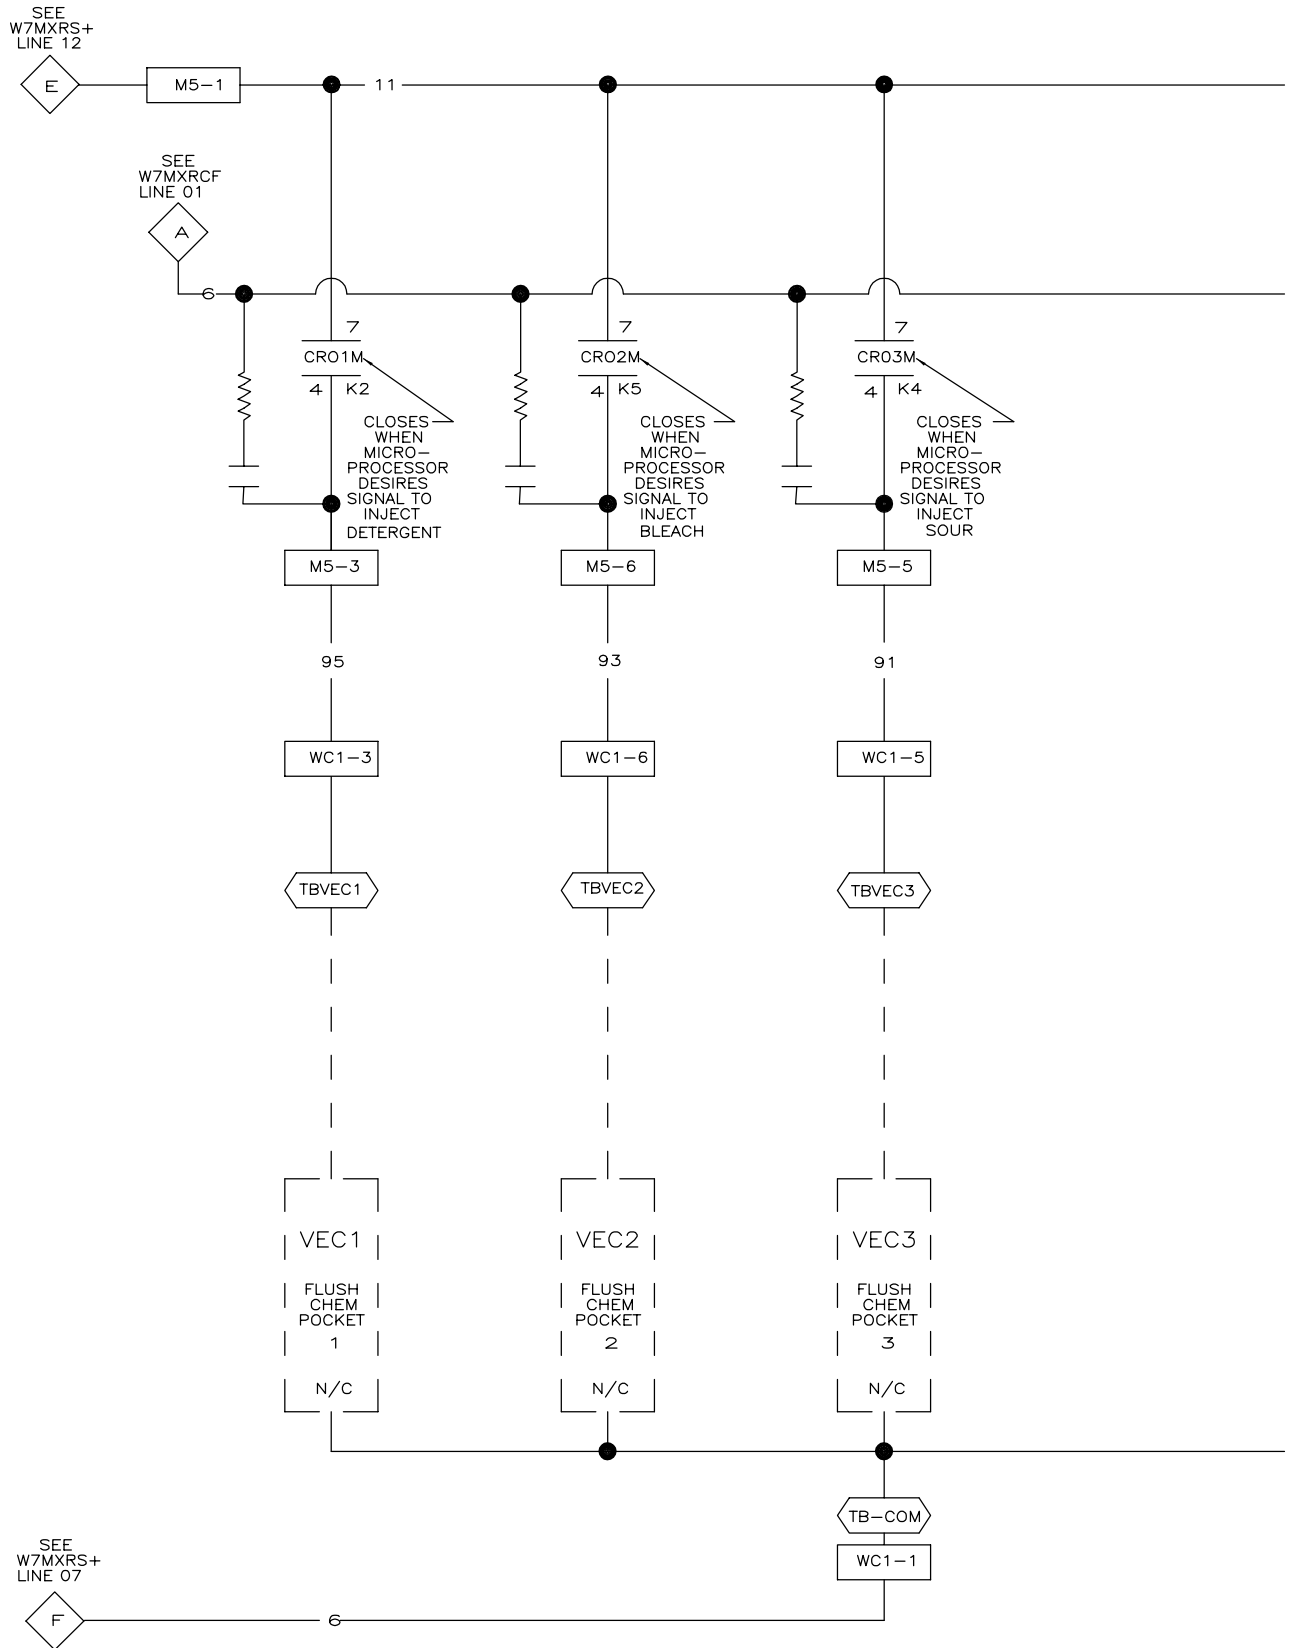 SEE
W7MXRS+
LINE 12
E
M5-1
11
SEE
W7MXRCF
LINE 01
A
6
7
CR01M
4 K2
CLOSES
WHEN
MICRO-
PROCESSOR
DESIRES
SIGNAL TO
INJECT
DETERGENT
7
CR02M
4 K5
CLOSES
WHEN
MICRO-
PROCESSOR
DESIRES
SIGNAL TO
INJECT
BLEACH
7
CR03M
4 K4
CLOSES
WHEN
MICRO-
PROCESSOR
DESIRES
SIGNAL TO
INJECT
SOUR
M5-3
M5-6
M5-5
95
93
91
WC1-3
WC1-6
WC1-5
TBVEC1
TBVEC2
TBVEC3
VEC1
FLUSH
CHEM
POCKET
1
N/C
VEC2
FLUSH
CHEM
POCKET
2
N/C
VEC3
FLUSH
CHEM
POCKET
3
N/C
TB-COM
WC1-1
SEE
W7MXRS+
LINE 07
F
6